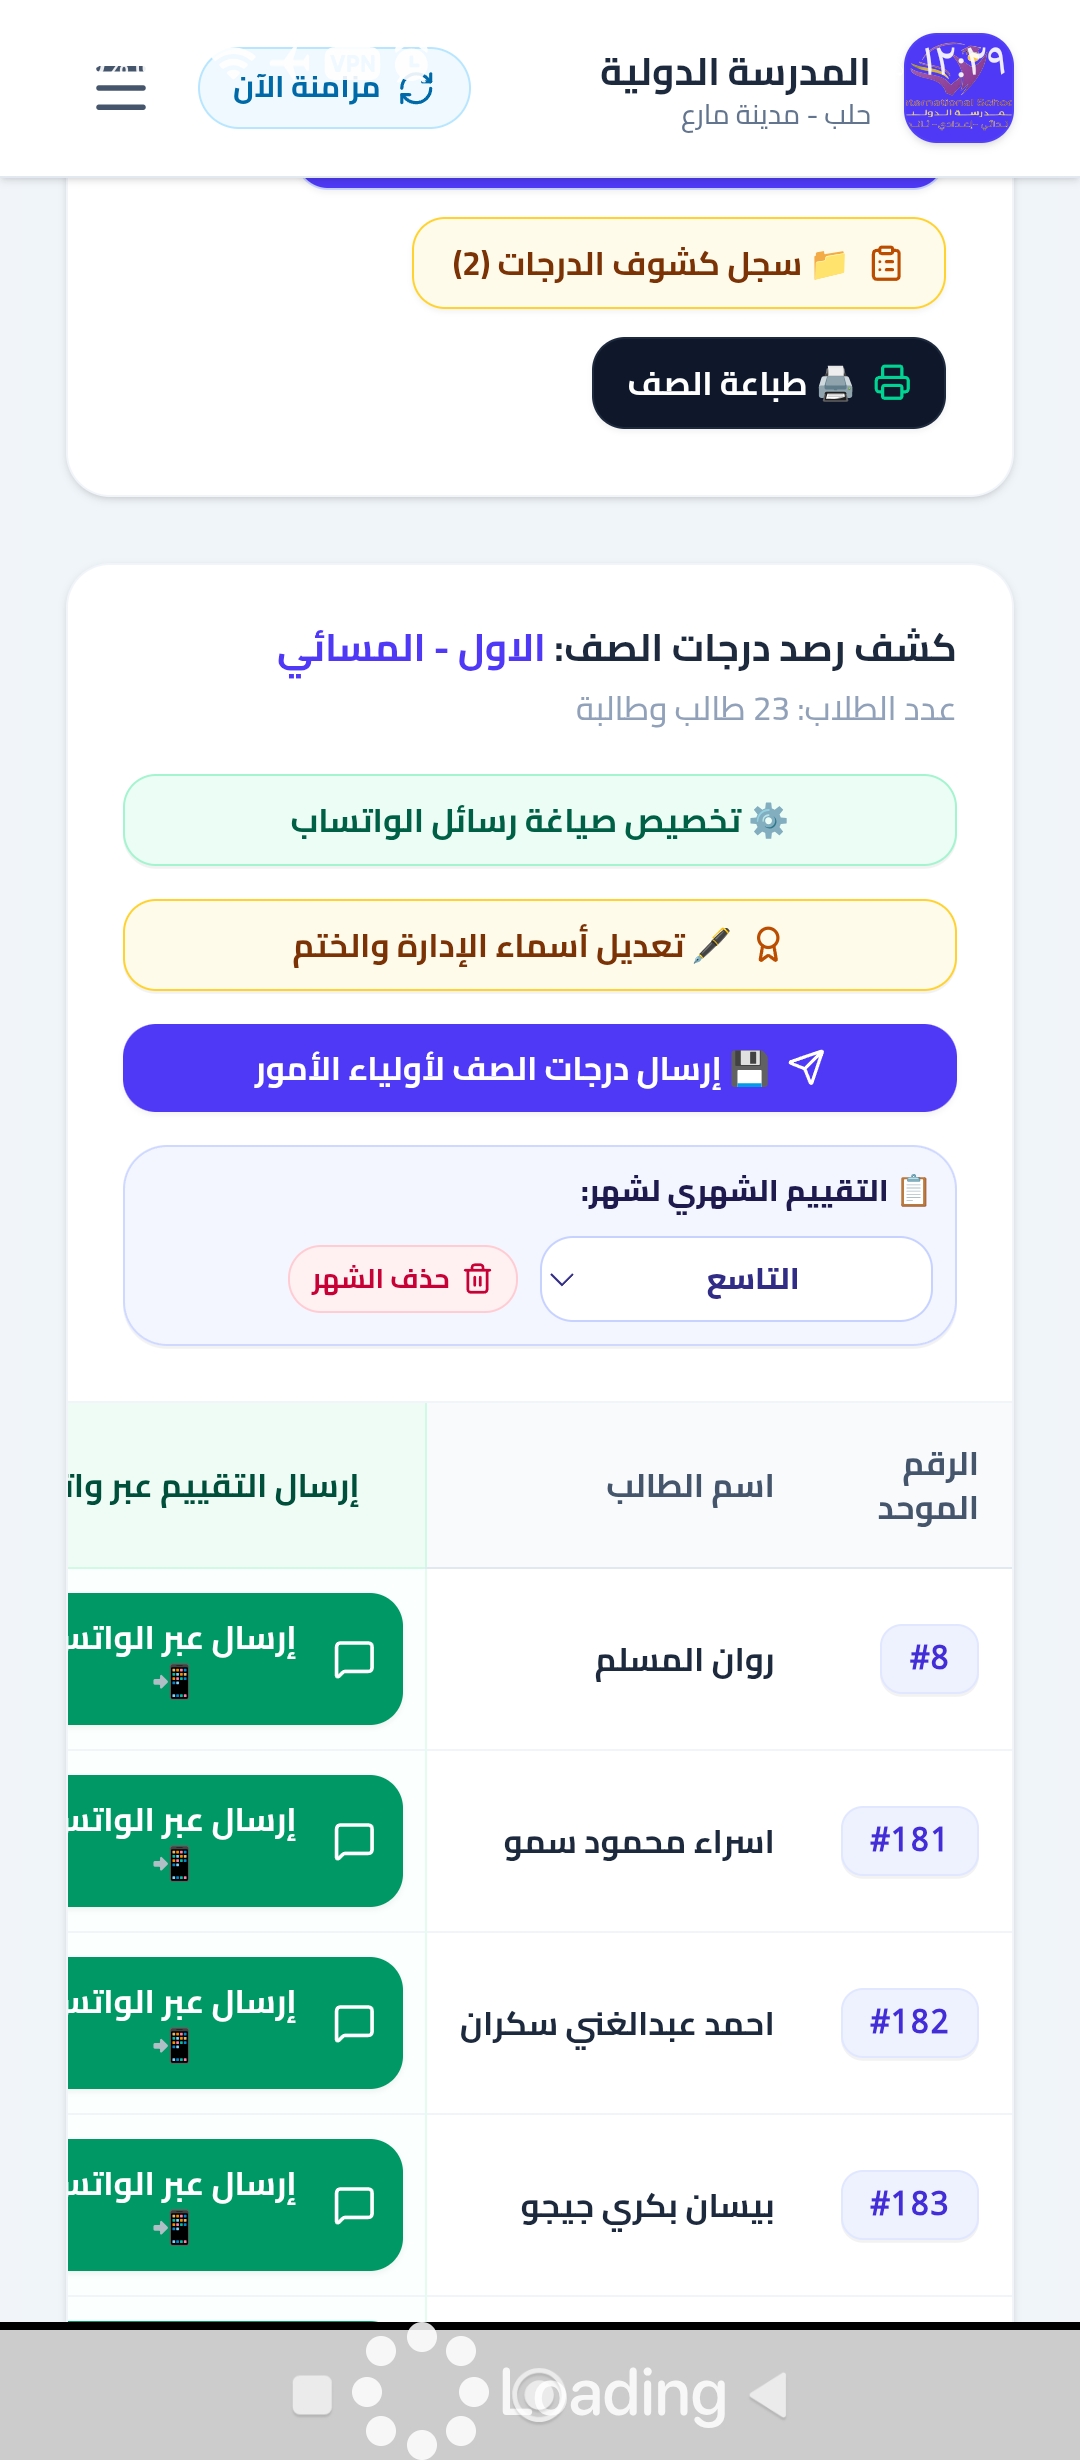 ١٢:٢٩
VPN
المدرسة الدولية
حلب - مدينة مارع
مزامنة الآن
📁 سجل كشوف الدرجات (2)
🖨️ طباعة الصف
كشف رصد درجات الصف: الاول - المسائي
عدد الطلاب: 23 طالب وطالبة
⚙️ تخصيص صياغة رسائل الواتساب
🖋️ تعديل أسماء الإدارة والختم
💾 إرسال درجات الصف لأولياء الأمور
📋 التقييم الشهري لشهر:
التاسع
حذف الشهر
الرقم الموحد
اسم الطالب
إرسال التقييم عبر وات
#8
روان المسلم
إرسال عبر الواتس
📲
#181
اسراء محمود سمو
إرسال عبر الواتس
📲
#182
احمد عبدالغني سكران
إرسال عبر الواتس
📲
#183
بيسان بكري جيجو
إرسال عبر الواتس
📲
Loading